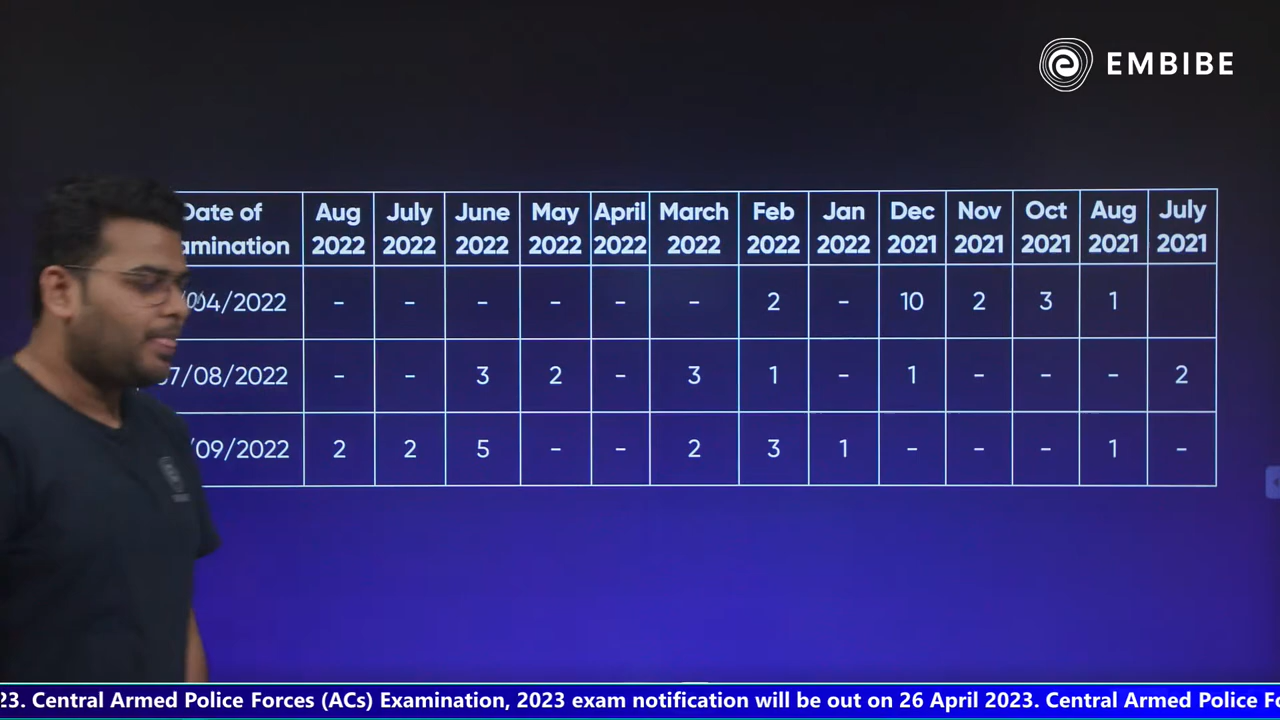 EMBIBE
Date of Aug July June May April March Feb Jan Dec Nov Oct Aug July
amination 2022 2022 2022 2022 2022 2022 2022 2022 2021 2021 2021 2021 2021
04/2022 - - - - - - 2 - 10 2 3 1
07/08/2022 - - 3 2 - 3 1 - 1 - - - 2
/09/2022 2 2 5 - - 2 3 1 - - - 1 -
23. Central Armed Police Forces (ACs) Examination, 2023 exam notification will be out on 26 April 2023. Central Armed Police Fo